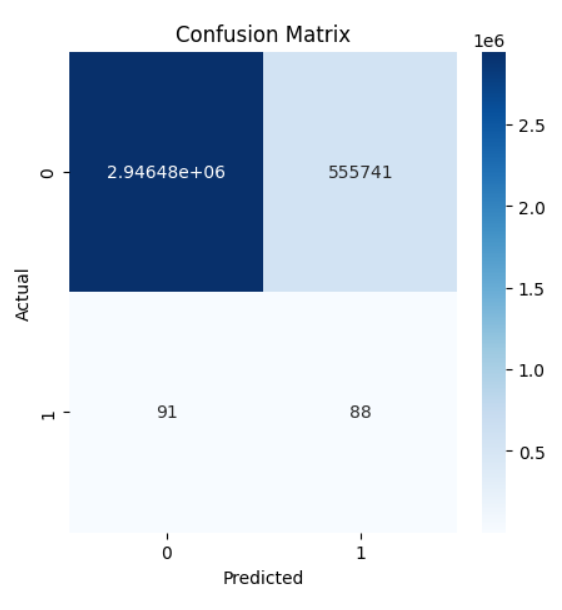 Confusion Matrix
1e6
2.94648e+06 555741
91 88
0
1
Actual
0 1
Predicted
2.5
2.0
1.5
1.0
0.5